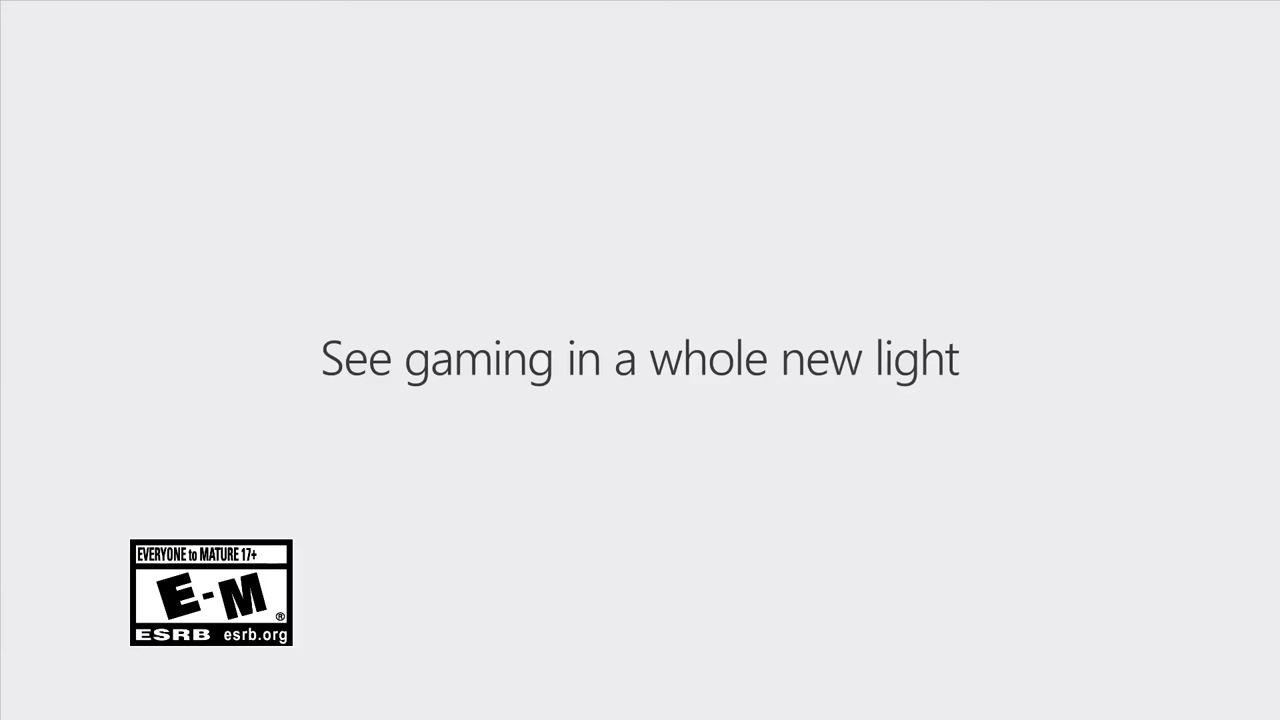 See gaming in a whole new light
EVERYONE to MATURE 17+
E-M
®
ESRB esrb.org